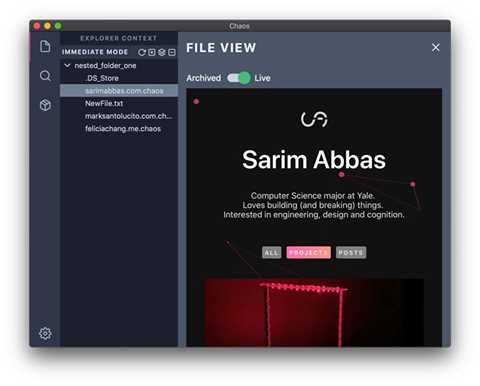 Chaos
EXPLORER CONTEXT
IMMEDIATE MODE
nested_folder_one
.DS_Store
sarimabbas.com.chaos
NewFile.txt
marksantolucito.com.ch...
feliciachang.me.chaos
FILE VIEW
Archived Live
Sarim Abbas
Computer Science major at Yale.
Loves building (and breaking) things.
Interested in engineering, design and cognition.
ALL PROJECTS POSTS